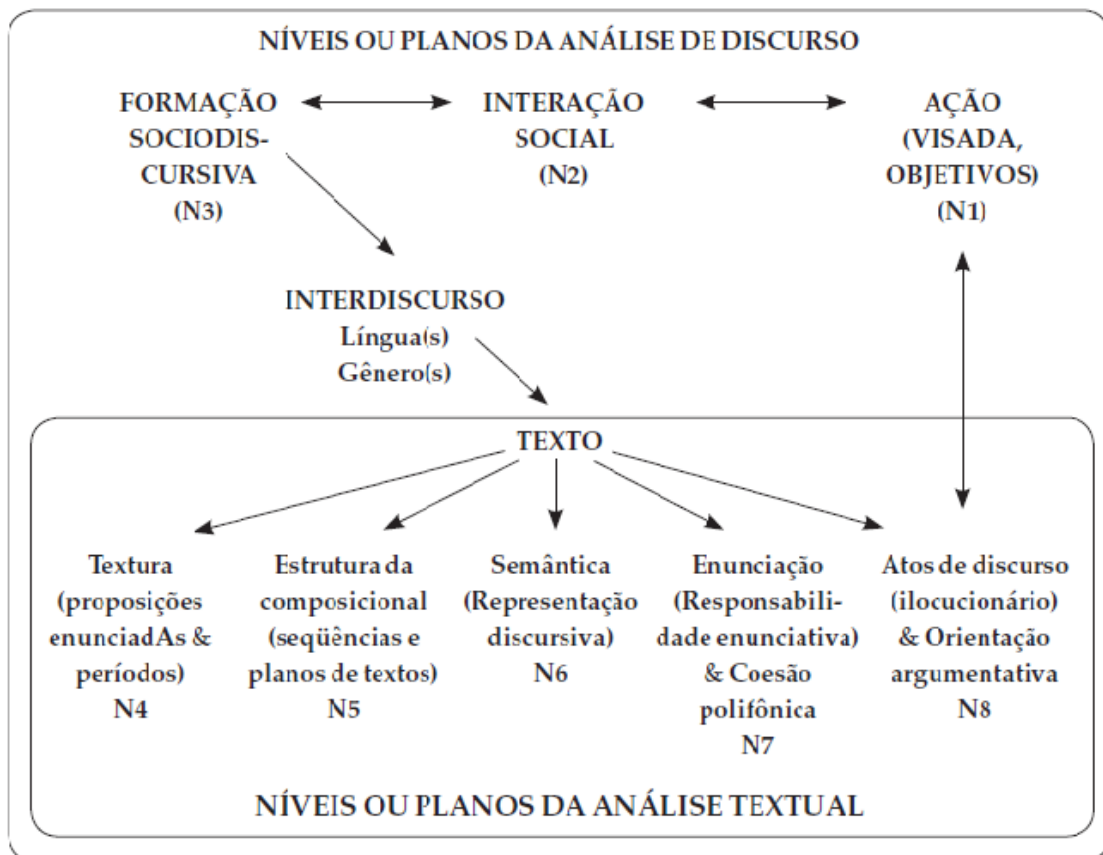 NÍVEIS OU PLANOS DA ANÁLISE DE DISCURSO
FORMAÇÃO
SOCIODIS-
CURSIVA
(N3)
INTERAÇÃO
SOCIAL
(N2)
AÇÃO
(VISADA,
OBJETIVOS)
(N1)
INTERDISCURSO
Língua(s)
Gênero(s)
TEXTO
Textura
(proposições
enunciadAs &
períodos)
N4
Estrutura da
composicional
(seqüências e
planos de textos)
N5
Semântica
(Representação
discursiva)
N6
Enunciação
(Responsabili-
dade enunciativa)
& Coesão
polifônica
N7
Atos de discurso
(ilocucionário)
& Orientação
argumentativa
N8
NÍVEIS OU PLANOS DA ANÁLISE TEXTUAL